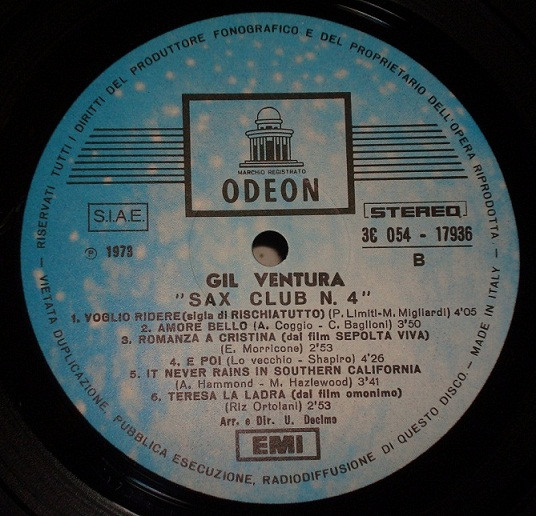 RISERVATI TUTTI I DIRITTI DEL PRODUTTORE FONOGRAFICO E DEL PROPRIETARIO DELL'OPERA RIPRODOTTA
MARCHIO REGISTRATO
ODEON
S.I.A.E.
STEREO
3C 054 - 17936
℗ 1973
B
GIL VENTURA
"SAX CLUB N. 4"
1. VOGLIO RIDERE (sigla di RISCHIATUTTO) (P. Limiti-M. Migliardi) 4'05
2. AMORE BELLO (A. Coggio - C. Baglioni) 3'50
3. ROMANZA A CRISTINA (dal film SEPOLTA VIVA)
(E. Morricone) 2'53
4. E POI (Lo vecchio - Shapiro) 4'26
5. IT NEVER RAINS IN SOUTHERN CALIFORNIA
(A. Hammond - M. Hazlewood) 3'41
6. TERESA LA LADRA (dal film omonimo)
(Riz Ortolani) 2'53
Arr. e Dir. U. Decimo
EMI
VIETATA DUPLICAZIONE, PUBBLICA ESECUZIONE, RADIODIFFUSIONE DI QUESTO DISCO - MADE IN ITALY -